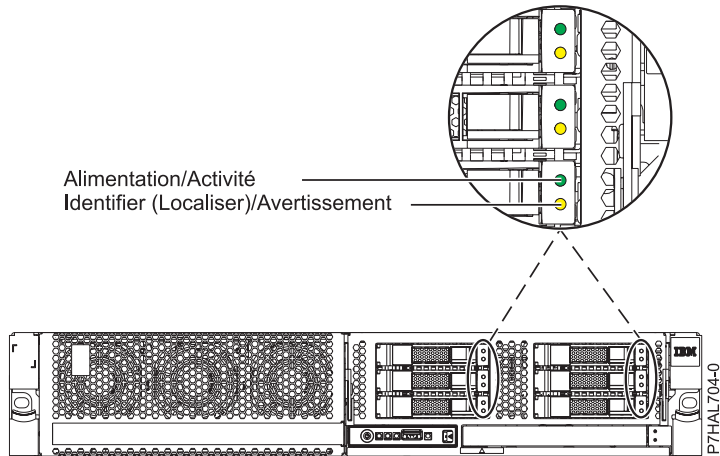 Alimentation/Activité
Identifier (Localiser)/Avertissement
IBM
P7HAL704-0